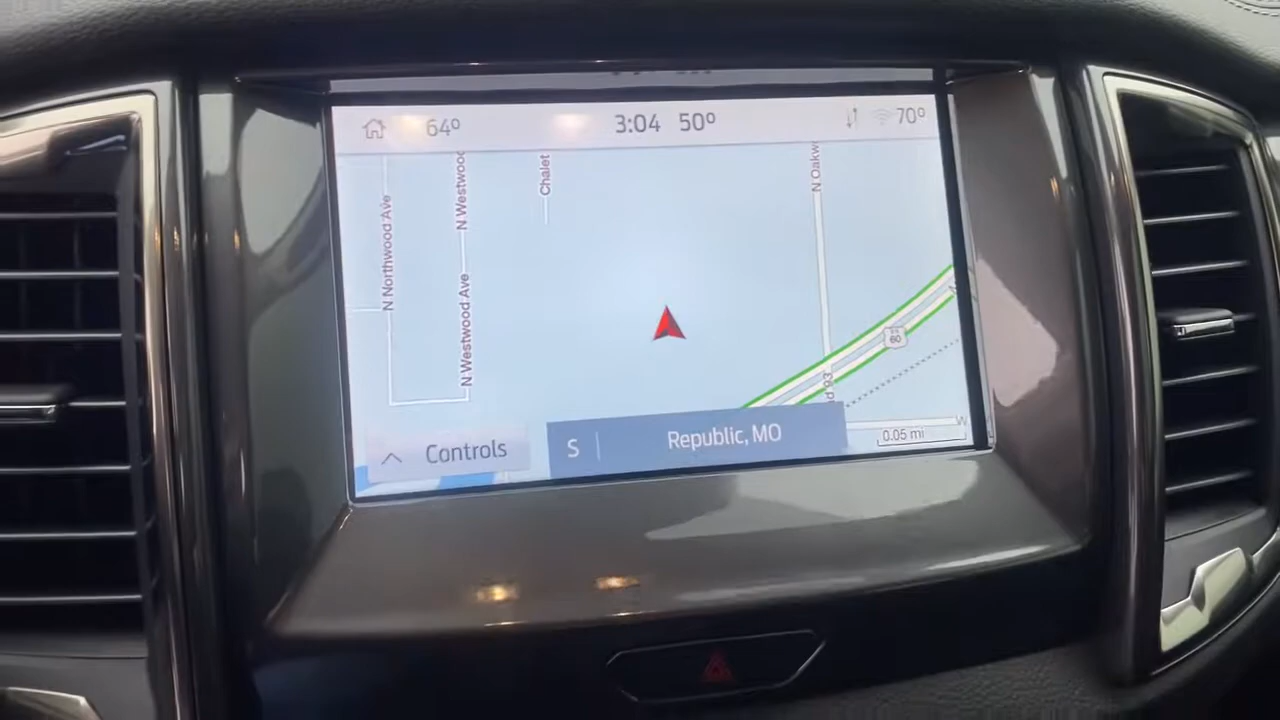 64° 3:04 50° 70°
N Northwood Ave
N Westwood
N Westwood Ave
Chalet
N Oakw
60
d 93
Controls
S Republic, MO
0.05 mi
W